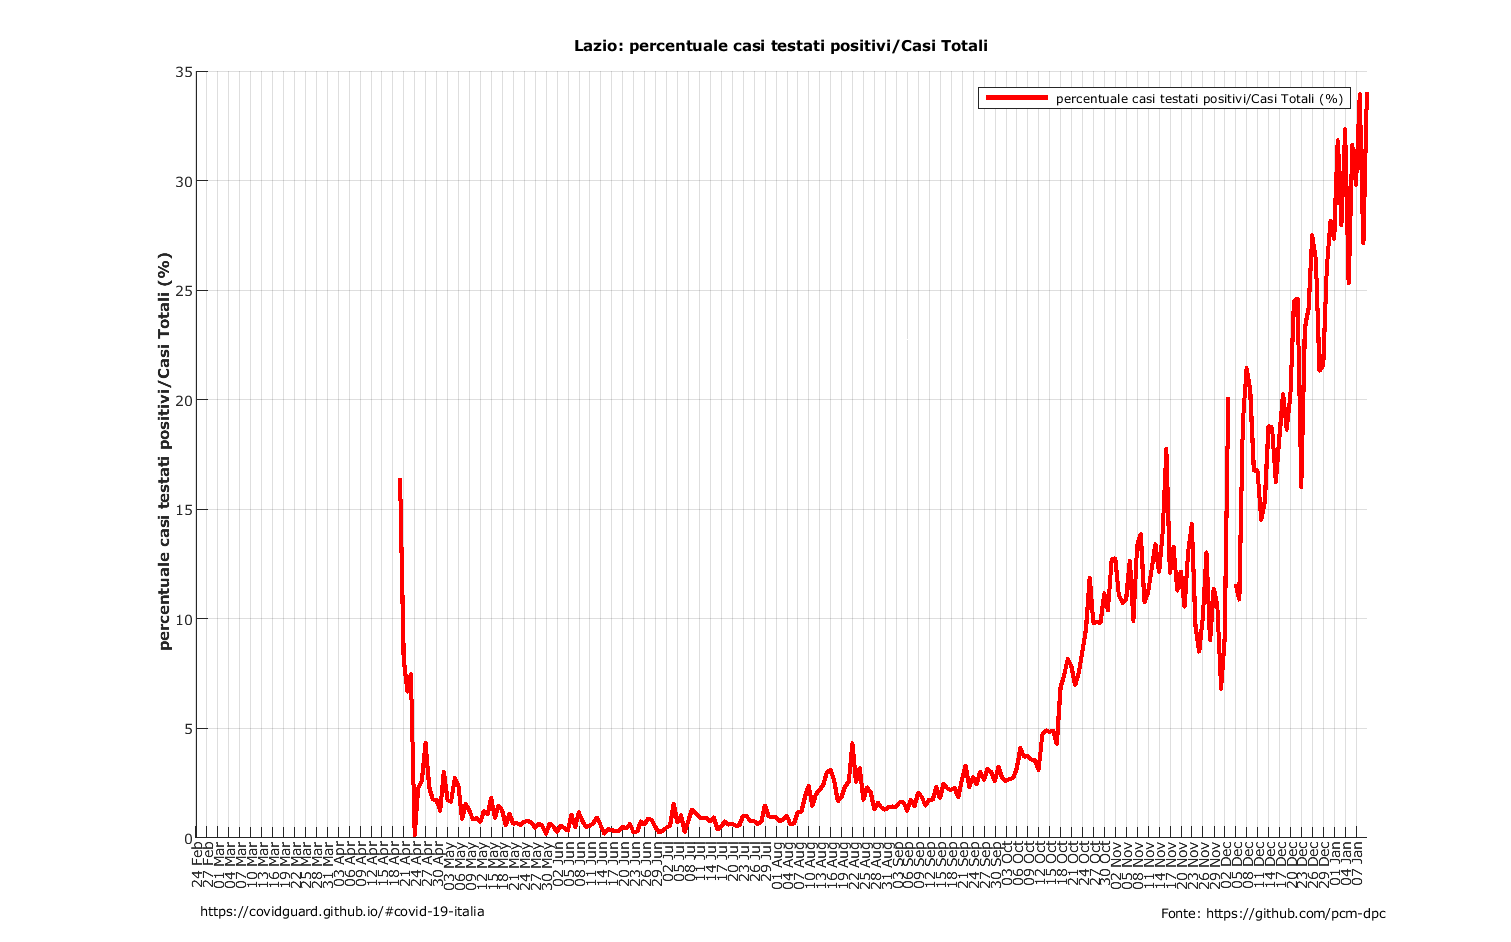 Lazio: percentuale casi testati positivi/Casi Totali
percentuale casi testati positivi/Casi Totali (%)
percentuale casi testati positivi/Casi Totali (%)
35
30
25
20
15
10
5
0
24 Feb
27 Feb
01 Mar
04 Mar
07 Mar
10 Mar
13 Mar
16 Mar
19 Mar
22 Mar
25 Mar
28 Mar
31 Mar
03 Apr
06 Apr
09 Apr
12 Apr
15 Apr
18 Apr
21 Apr
24 Apr
27 Apr
30 Apr
03 May
06 May
09 May
12 May
15 May
18 May
21 May
24 May
27 May
30 May
02 Jun
05 Jun
08 Jun
11 Jun
14 Jun
17 Jun
20 Jun
23 Jun
26 Jun
29 Jun
02 Jul
05 Jul
08 Jul
11 Jul
14 Jul
17 Jul
20 Jul
23 Jul
26 Jul
29 Jul
01 Aug
04 Aug
07 Aug
10 Aug
13 Aug
16 Aug
19 Aug
22 Aug
25 Aug
28 Aug
31 Aug
03 Sep
06 Sep
09 Sep
12 Sep
15 Sep
18 Sep
21 Sep
24 Sep
27 Sep
30 Sep
03 Oct
06 Oct
09 Oct
12 Oct
15 Oct
18 Oct
21 Oct
24 Oct
27 Oct
30 Oct
02 Nov
05 Nov
08 Nov
11 Nov
14 Nov
17 Nov
20 Nov
23 Nov
26 Nov
29 Nov
02 Dec
05 Dec
08 Dec
11 Dec
14 Dec
17 Dec
20 Dec
23 Dec
26 Dec
29 Dec
01 Jan
04 Jan
07 Jan
https://covidguard.github.io/#covid-19-italia
Fonte: https://github.com/pcm-dpc